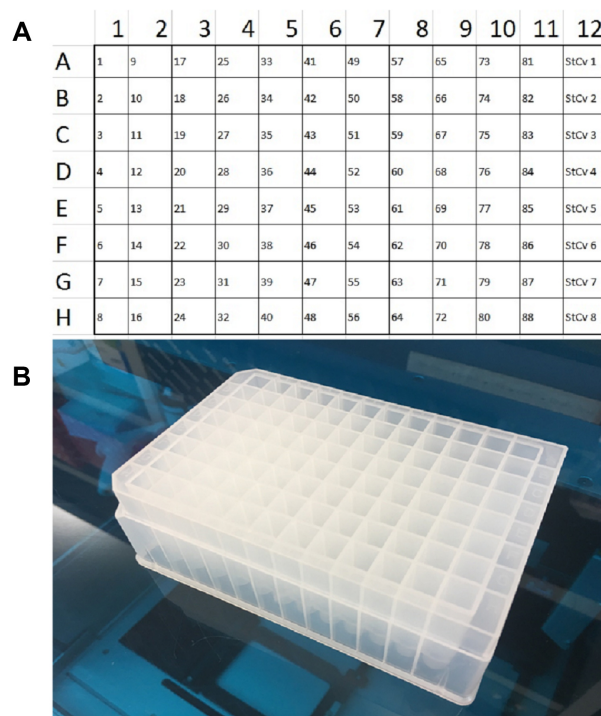 A
1 2 3 4 5 6 7 8 9 10 11 12
A 1 9 17 25 33 41 49 57 65 73 81 StCv 1
B 2 10 18 26 34 42 50 58 66 74 82 StCv 2
C 3 11 19 27 35 43 51 59 67 75 83 StCv 3
D 4 12 20 28 36 44 52 60 68 76 84 StCv 4
E 5 13 21 29 37 45 53 61 69 77 85 StCv 5
F 6 14 22 30 38 46 54 62 70 78 86 StCv 6
G 7 15 23 31 39 47 55 63 71 79 87 StCv 7
H 8 16 24 32 40 48 56 64 72 80 88 StCv 8
B